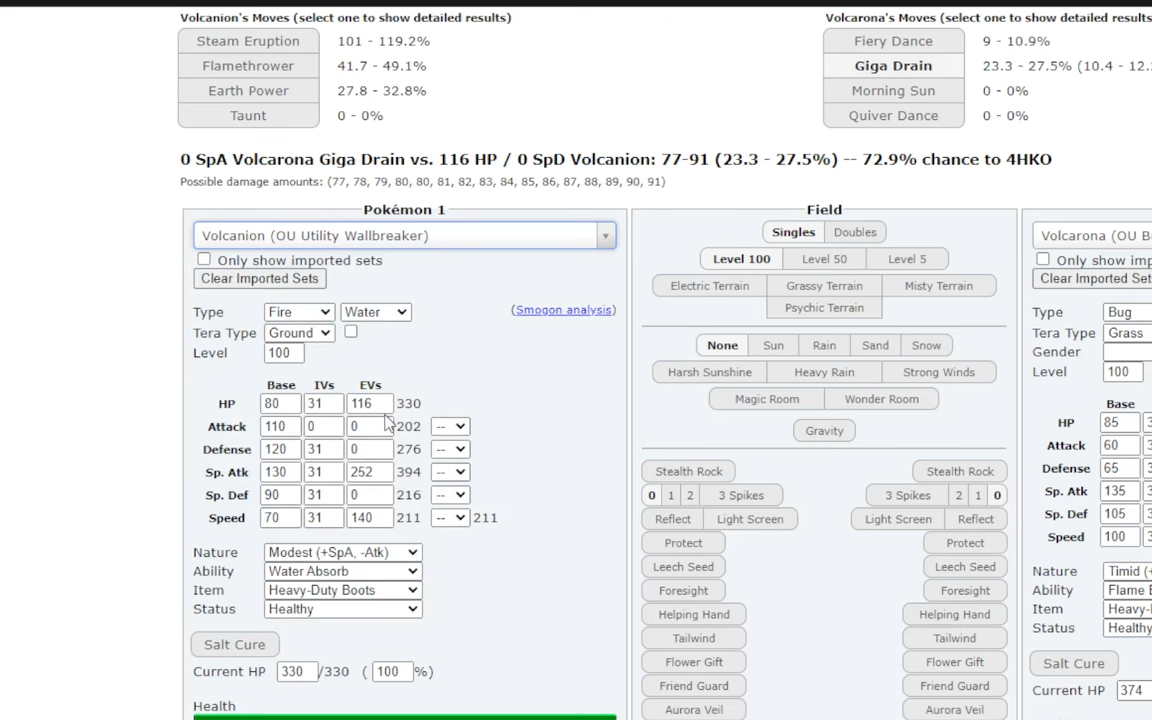 Volcanion's Moves (select one to show detailed results)
Volcarona's Moves (select one to show detailed results
Steam Eruption 101 - 119.2%
Fiery Dance 9 - 10.9%
Flamethrower 41.7 - 49.1%
Giga Drain 23.3 - 27.5% (10.4 - 12.
Earth Power 27.8 - 32.8%
Morning Sun 0 - 0%
Taunt 0 - 0%
Quiver Dance 0 - 0%
0 SpA Volcarona Giga Drain vs. 116 HP / 0 SpD Volcanion: 77-91 (23.3 - 27.5%) -- 72.9% chance to 4HKO
Possible damage amounts: (77, 78, 79, 80, 80, 81, 82, 83, 84, 85, 86, 87, 88, 89, 90, 91)
Pokémon 1
Volcanion (OU Utility Wallbreaker)
Only show imported sets
Clear Imported Sets
Type Fire Water (Smogon analysis)
Tera Type Ground
Level 100
Base IVs EVs
HP 80 31 116 330
Attack 110 0 0 202 --
Defense 120 31 0 276 --
Sp. Atk 130 31 252 394 --
Sp. Def 90 31 0 216 --
Speed 70 31 140 211 -- 211
Nature Modest (+SpA, -Atk)
Ability Water Absorb
Item Heavy-Duty Boots
Status Healthy
Salt Cure
Current HP 330 /330 ( 100 %)
Health
Field
Singles Doubles
Level 100 Level 50 Level 5
Electric Terrain Grassy Terrain Misty Terrain
Psychic Terrain
None Sun Rain Sand Snow
Harsh Sunshine Heavy Rain Strong Winds
Magic Room Wonder Room
Gravity
Stealth Rock Stealth Rock
0 1 2 3 Spikes 3 Spikes 2 1 0
Reflect Light Screen Light Screen Reflect
Protect Protect
Leech Seed Leech Seed
Foresight Foresight
Helping Hand Helping Hand
Tailwind Tailwind
Flower Gift Flower Gift
Friend Guard Friend Guard
Aurora Veil Aurora Veil
Volcarona (OU B
Only show imp
Clear Imported Set
Type Bug
Tera Type Grass
Gender
Level 100
Base
HP 85
Attack 60
Defense 65
Sp. Atk 135
Sp. Def 105
Speed 100
Nature Timid (+
Ability Flame B
Item Heavy-
Status Healthy
Salt Cure
Current HP 374